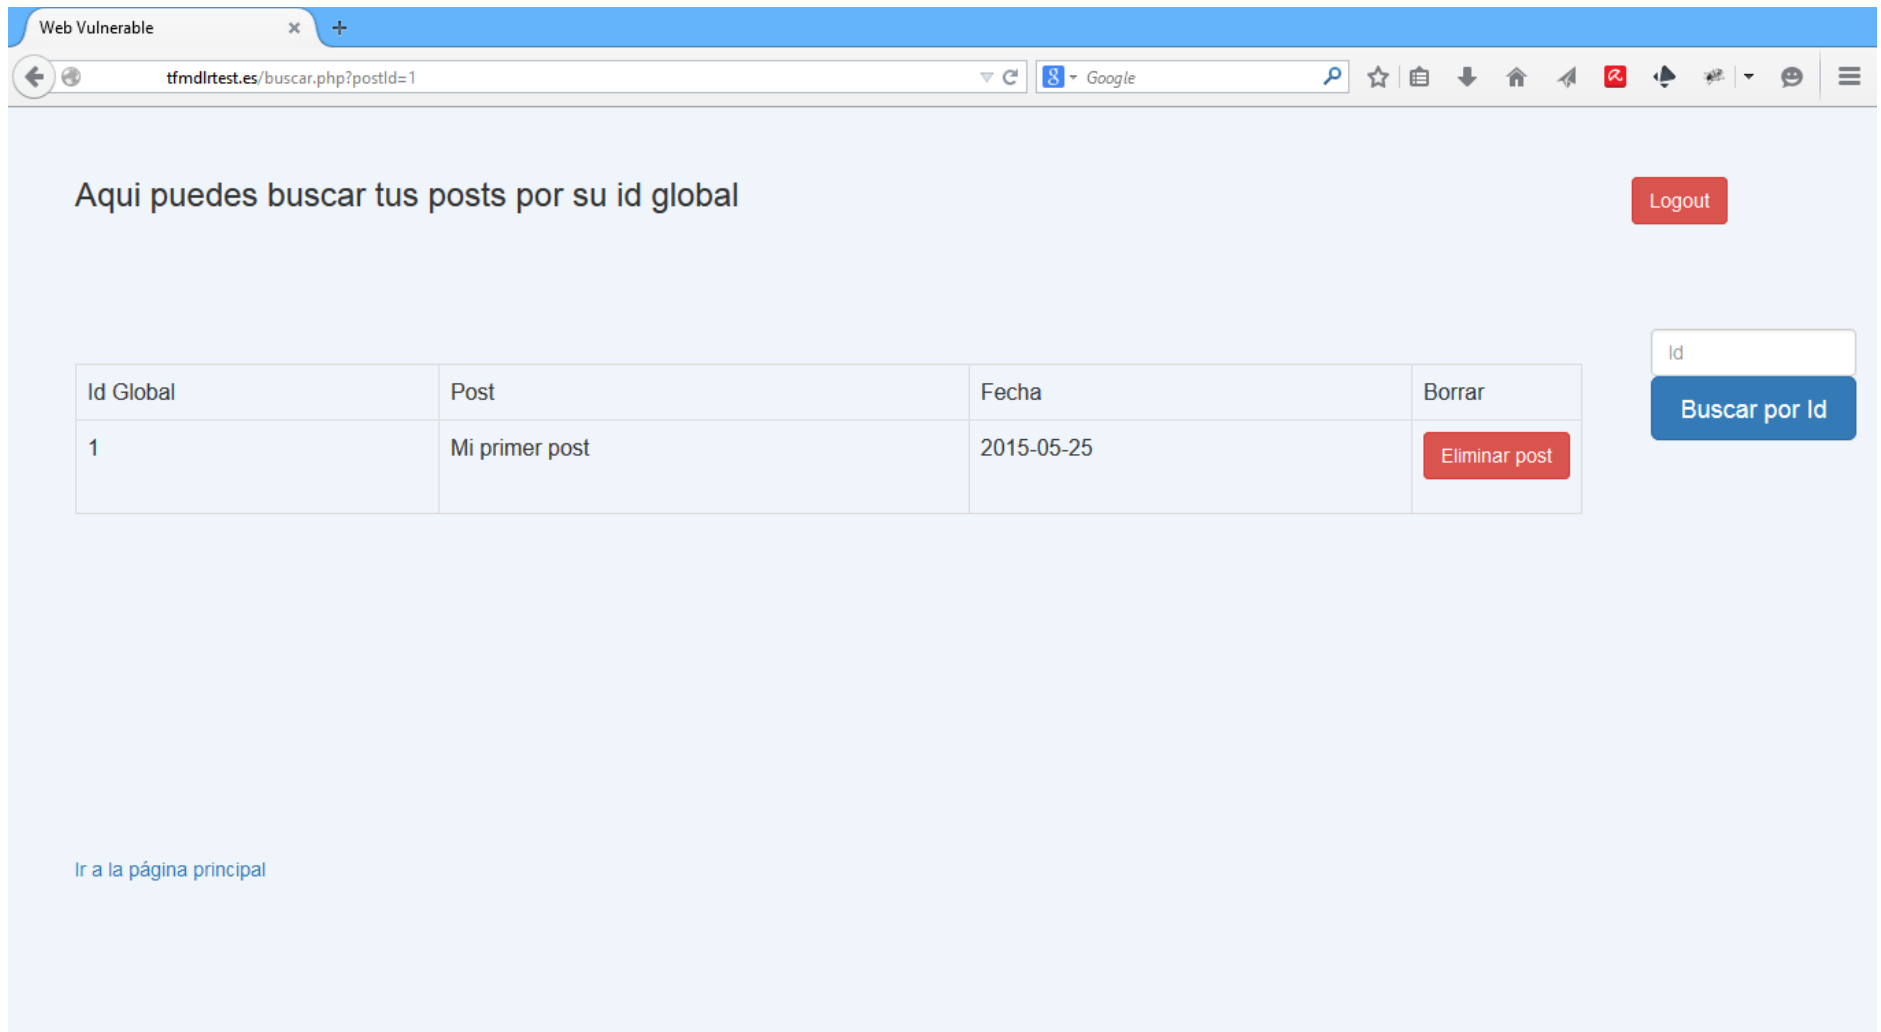 Web Vulnerable
tfmdlrtest.es/buscar.php?postId=1
8 Google
Aqui puedes buscar tus posts por su id global
Logout
Id
Buscar por Id
Id Global Post Fecha Borrar
1 Mi primer post 2015-05-25 Eliminar post
Ir a la página principal